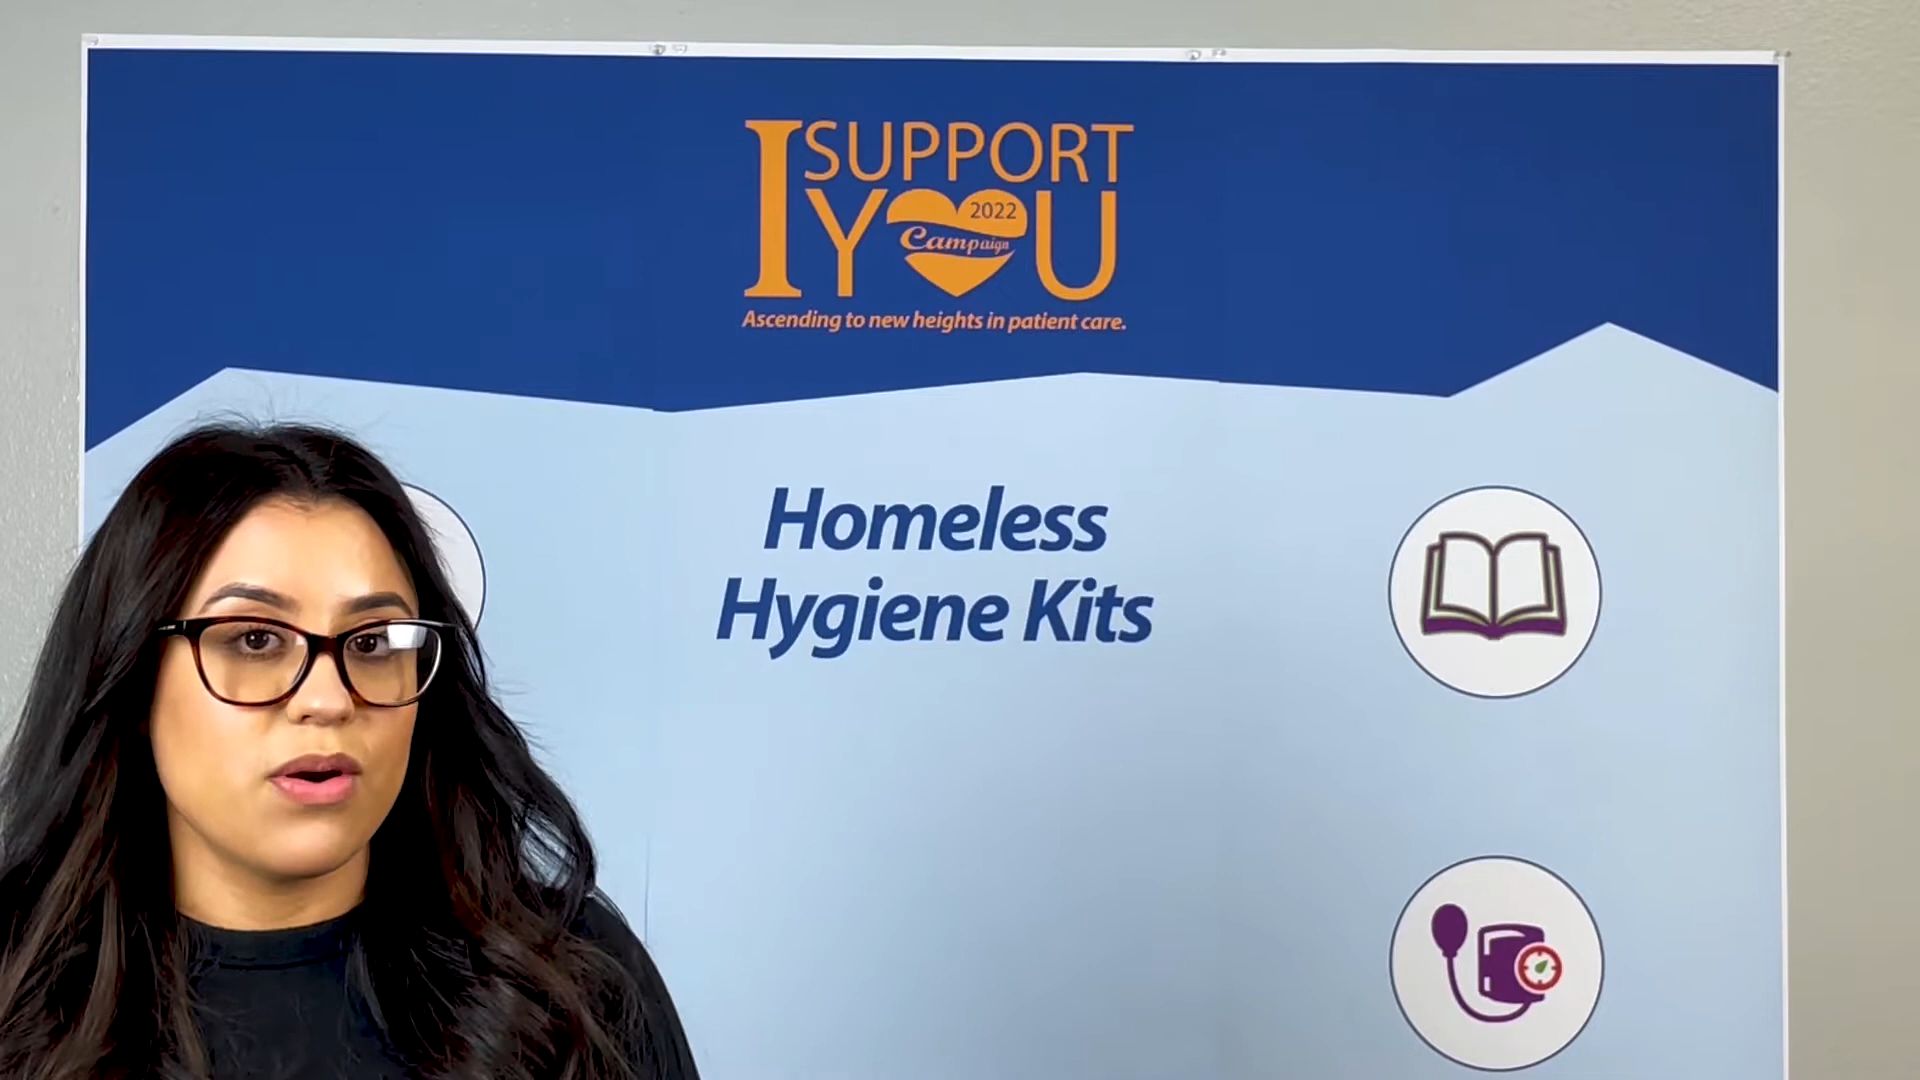 I SUPPORT
YOU
2022
Campaign
Ascending to new heights in patient care.
Homeless
Hygiene Kits